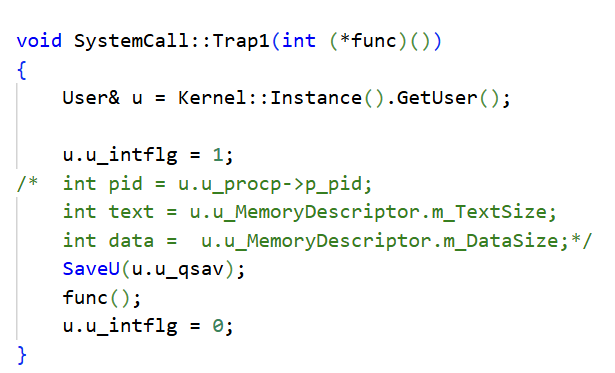 void SystemCall::Trap1(int (*func)())
{
    User& u = Kernel::Instance().GetUser();

    u.u_intflg = 1;
/*  int pid = u.u_procp->p_pid;
    int text = u.u_MemoryDescriptor.m_TextSize;
    int data =  u.u_MemoryDescriptor.m_DataSize;*/
    SaveU(u.u_qsav);
    func();
    u.u_intflg = 0;
}